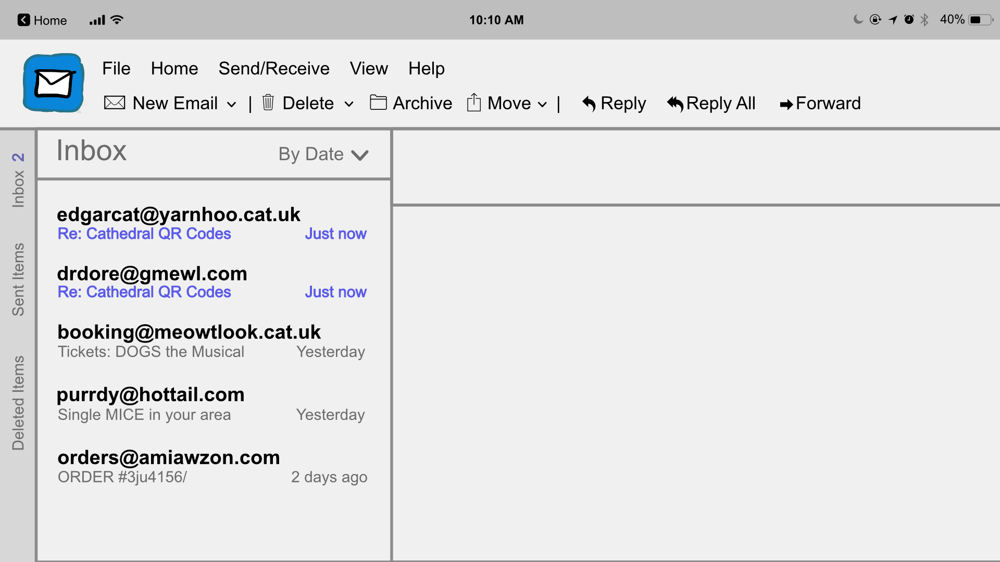 Home
10:10 AM
40%
File Home Send/Receive View Help
New Email | Delete Archive Move | Reply Reply All Forward
Inbox 2
Sent Items
Deleted Items
Inbox By Date
edgarcat@yarnhoo.cat.uk
Re: Cathedral QR Codes Just now
drdore@gmewl.com
Re: Cathedral QR Codes Just now
booking@meowtlook.cat.uk
Tickets: DOGS the Musical Yesterday
purrdy@hottail.com
Single MICE in your area Yesterday
orders@amiawzon.com
ORDER #3ju4156/ 2 days ago